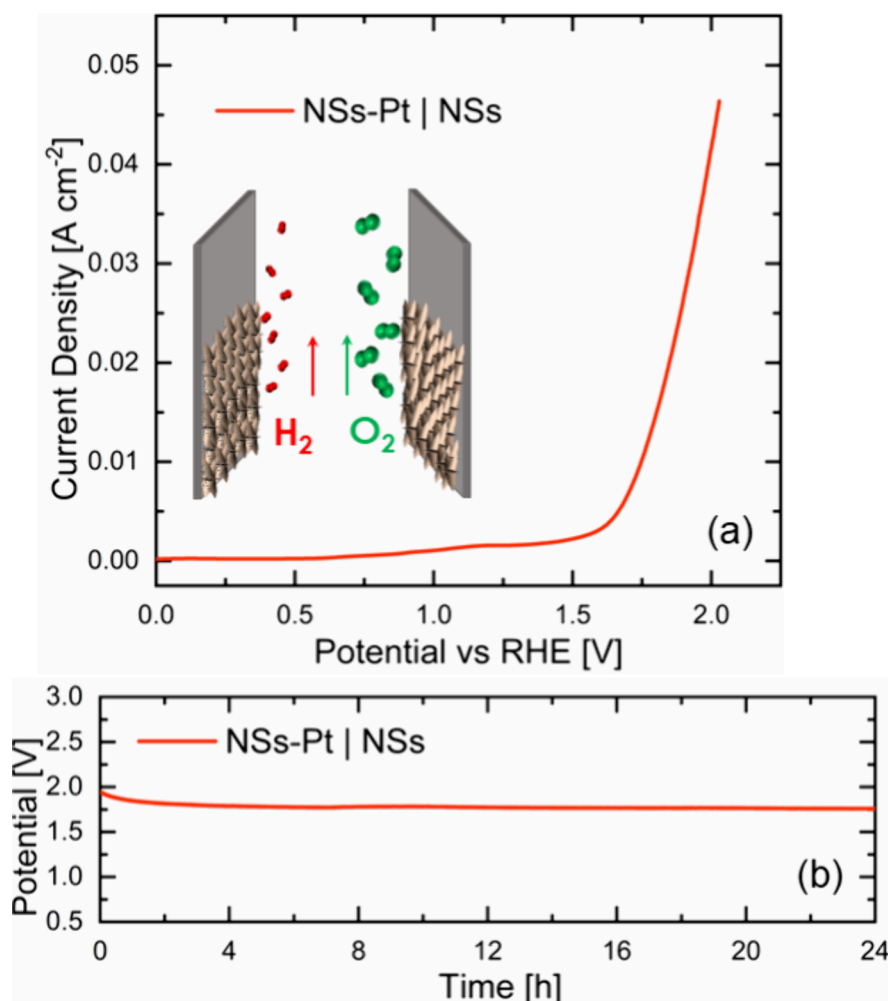 0.05
0.04
0.03
0.02
0.01
0.00
Current Density [A cm⁻²]
NSs-Pt | NSs
H₂
O₂
(a)
0.0 0.5 1.0 1.5 2.0
Potential vs RHE [V]
3.0
2.5
2.0
1.5
1.0
0.5
Potential [V]
NSs-Pt | NSs
(b)
0 4 8 12 16 20 24
Time [h]